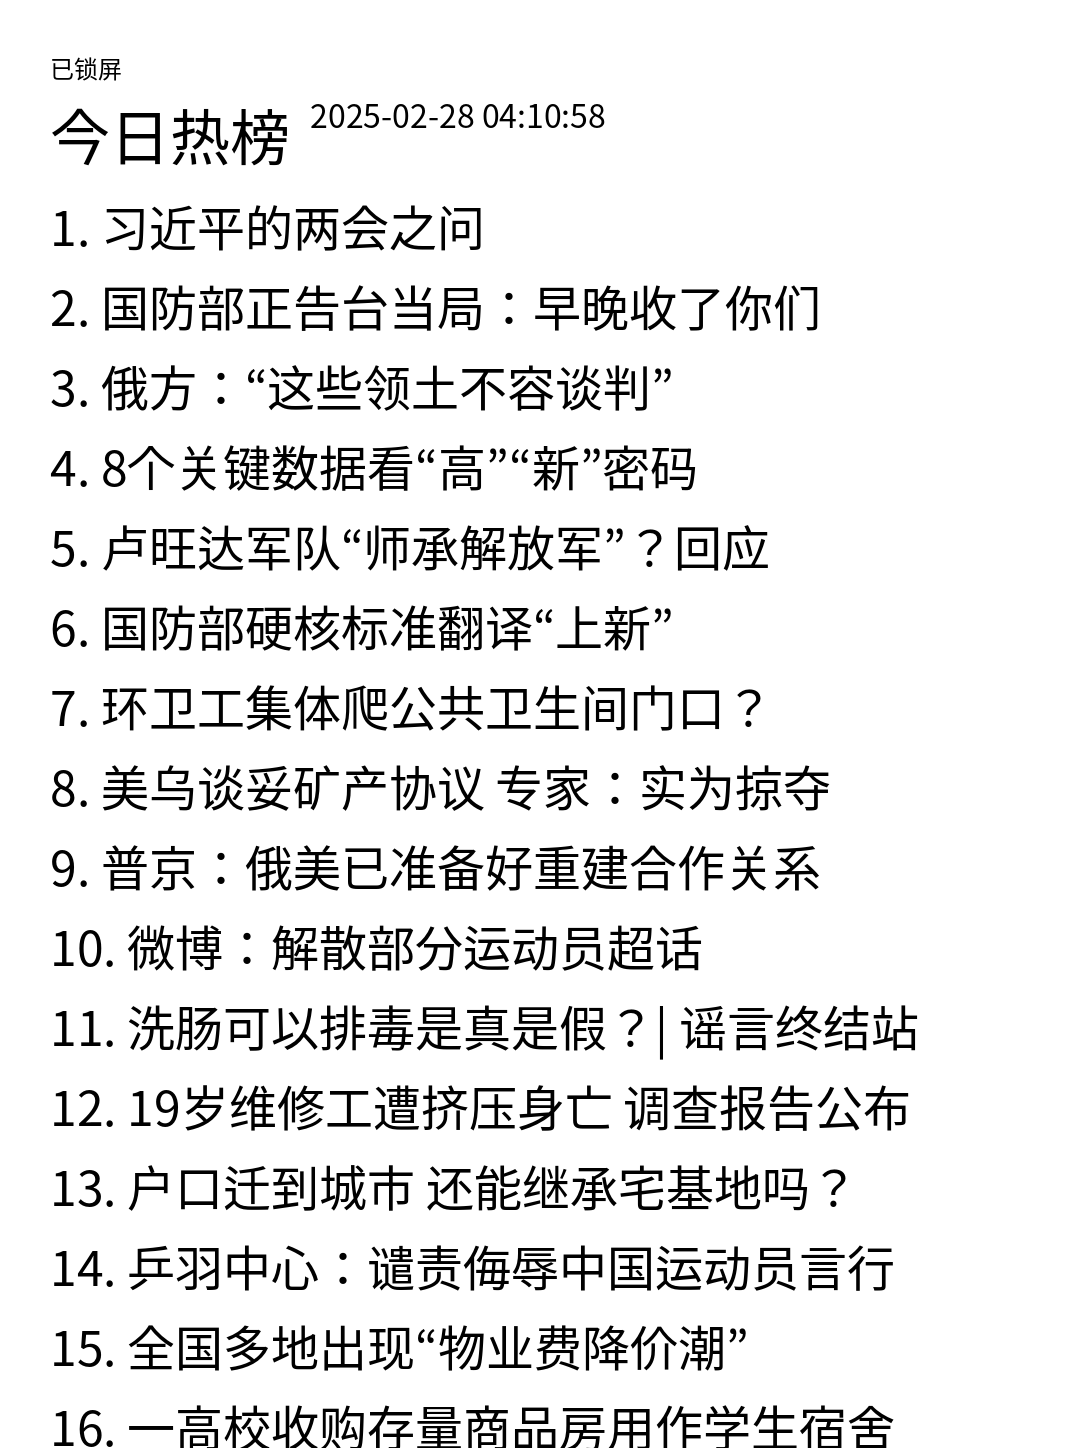 已锁屏
今日热榜 2025-02-28 04:10:58
1. 习近平的两会之问
2. 国防部正告台当局：早晚收了你们
3. 俄方：“这些领土不容谈判”
4. 8个关键数据看“高”“新”密码
5. 卢旺达军队“师承解放军”？回应
6. 国防部硬核标准翻译“上新”
7. 环卫工集体爬公共卫生间门口？
8. 美乌谈妥矿产协议 专家：实为掠夺
9. 普京：俄美已准备好重建合作关系
10. 微博：解散部分运动员超话
11. 洗肠可以排毒是真是假？| 谣言终结站
12. 19岁维修工遭挤压身亡 调查报告公布
13. 户口迁到城市 还能继承宅基地吗？
14. 乒羽中心：谴责侮辱中国运动员言行
15. 全国多地出现“物业费降价潮”
16. 一高校收购存量商品房用作学生宿舍